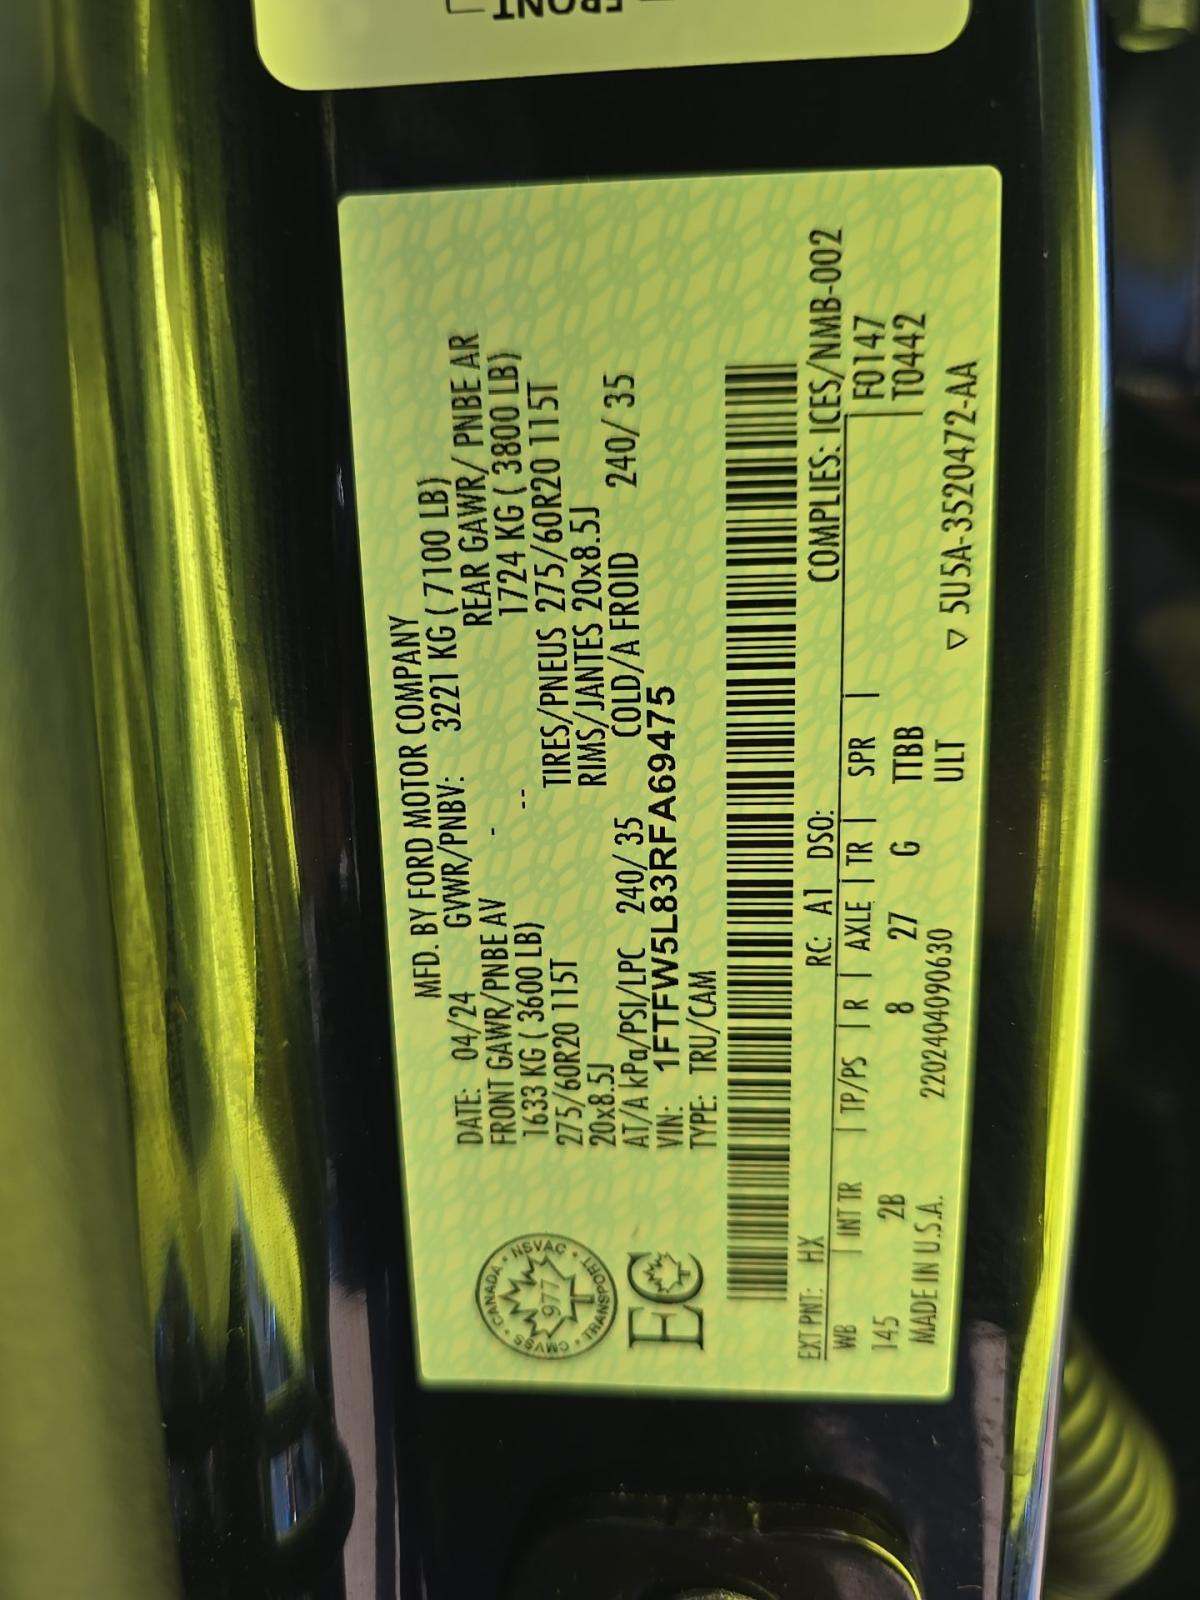 FRONT
MFD. BY FORD MOTOR COMPANY
DATE: 04/24 GVWR/PNBV: 3221 KG ( 7100 LB)
FRONT GAWR/PNBE AV - REAR GAWR/ PNBE AR
1633 KG ( 3600 LB) -- 1724 KG ( 3800 LB)
275/60R20 115T TIRES/PNEUS 275/60R20 115T
20x8.5J RIMS/JANTES 20x8.5J
AT/A kPa/PSI/LPC 240/ 35 COLD/A FROID 240/ 35
VIN: 1FTFW5L83RFA69475
TYPE: TRU/CAM
CANADA • NSVAC • TRANSPORT • CMVSS •
977
EC
RC: A1 DSO: COMPLIES: ICES/NMB-002
EXT PNT: HX
WB | INT TR | TP/PS | R | AXLE | TR | SPR | F0147
145 2B 8 27 G TTBB | T0442
MADE IN U.S.A. 2202404090630 ULT
▽ 5U5A-3520472-AA